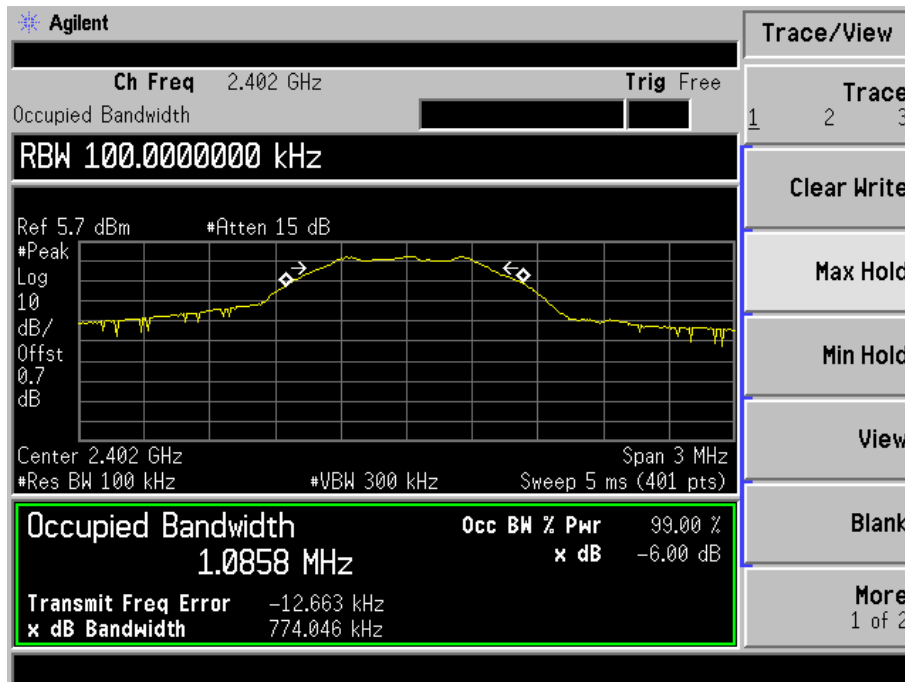 Agilent
Trace/View
Ch Freq 2.402 GHz Trig Free
Occupied Bandwidth
Trace
1 2 3
RBW 100.0000000 kHz
Clear Write
Ref 5.7 dBm #Atten 15 dB
#Peak
Log
10
dB/
Offst
0.7
dB
Max Hold
Min Hold
View
Center 2.402 GHz Span 3 MHz
#Res BW 100 kHz #VBW 300 kHz Sweep 5 ms (401 pts)
Occupied Bandwidth Occ BW % Pwr 99.00 %
1.0858 MHz x dB -6.00 dB
Blank
Transmit Freq Error -12.663 kHz
x dB Bandwidth 774.046 kHz
More
1 of 2